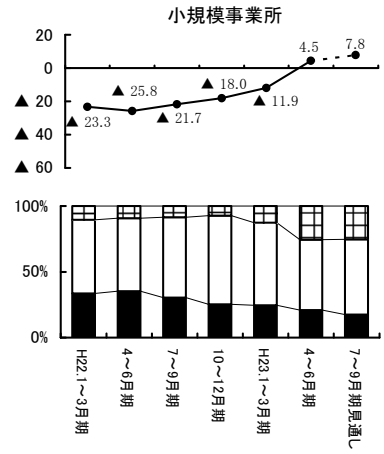 小規模事業所
20
0
▲ 20
▲ 40
▲ 60
▲ 23.3
▲ 25.8
▲ 21.7
▲ 18.0
▲ 11.9
4.5
7.8
100%
50%
0%
H22.1～3月期
4～6月期
7～9月期
10～12月期
H23.1～3月期
4～6月期
7～9月期見通し